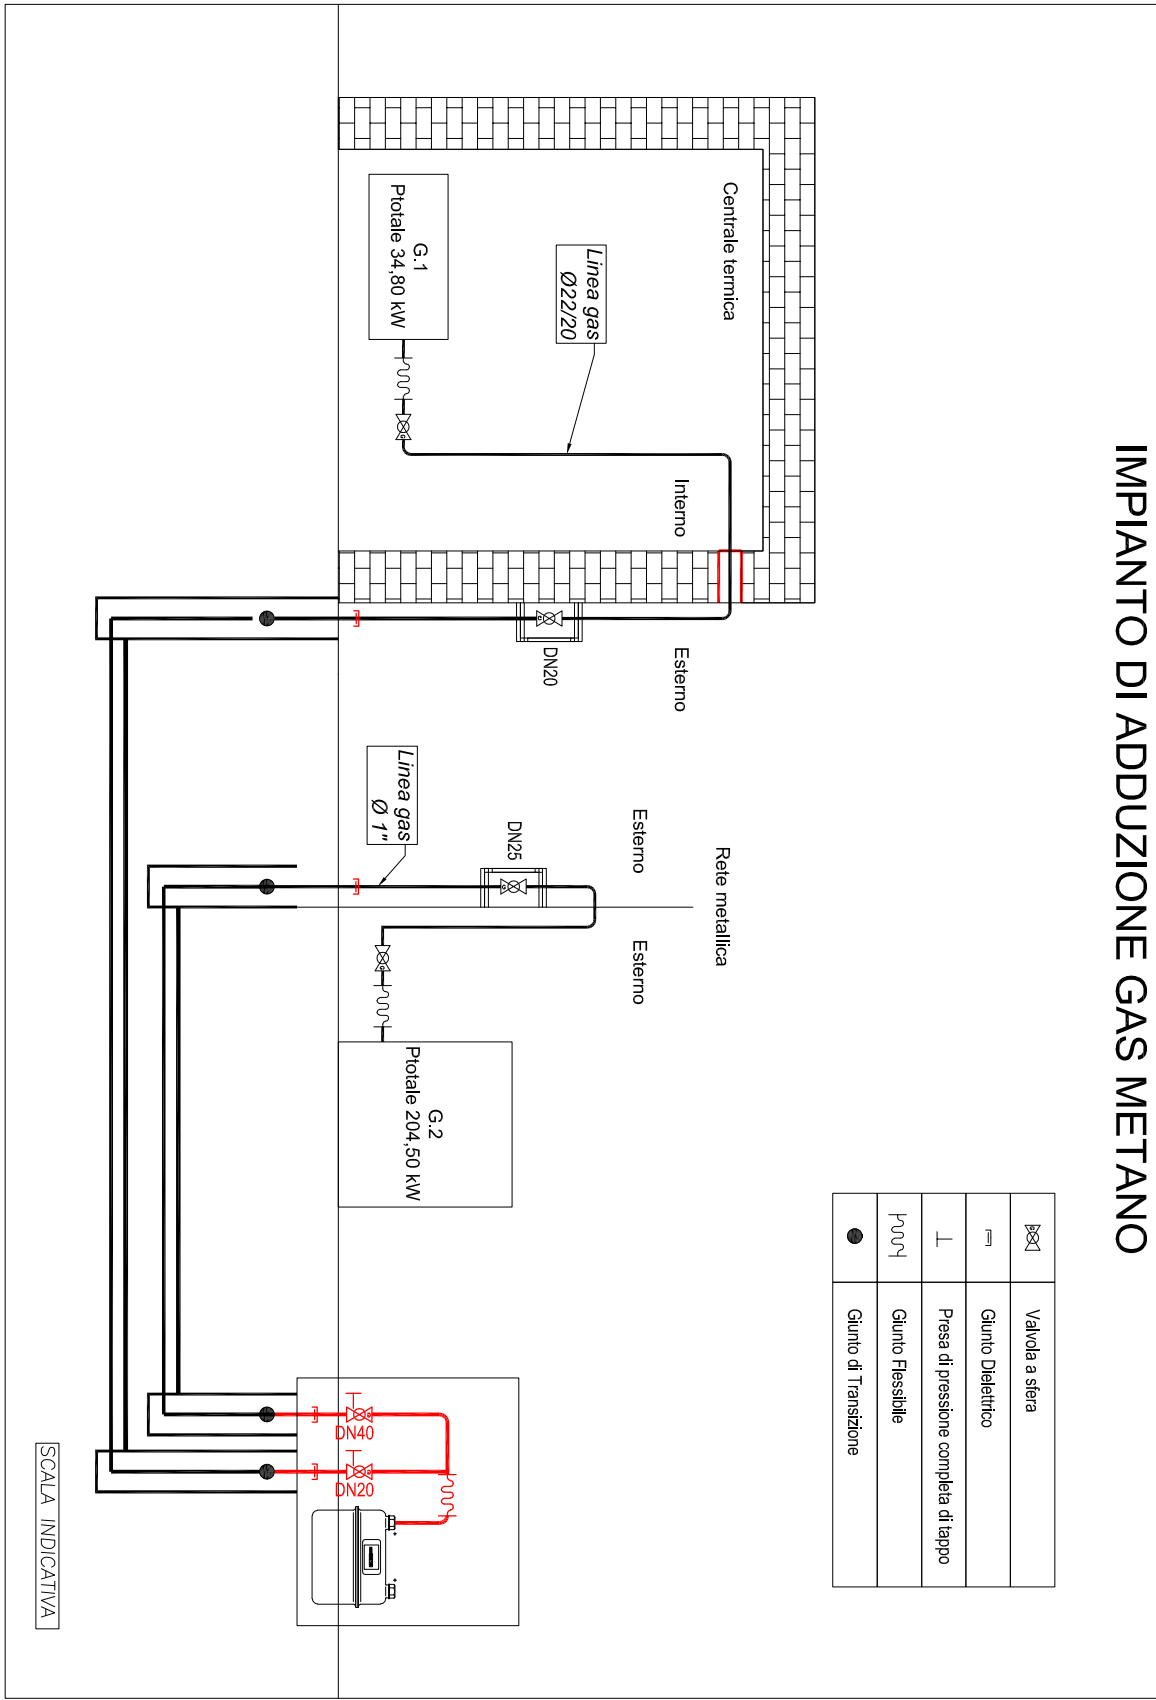 IMPIANTO DI ADDUZIONE GAS METANO
Centrale termica
Linea gas
Ø22/20
G.1
Ptotale 34,80 kW
Interno
Esterno
DN20
Rete metallica
Esterno
Esterno
DN25
Linea gas
Ø 1"
G.2
Ptotale 204,50 kW
Valvola a sfera
Giunto Dielettrico
Presa di pressione completa di tappo
Giunto Flessibile
Giunto di Transizione
DN40
DN20
SCALA INDICATIVA